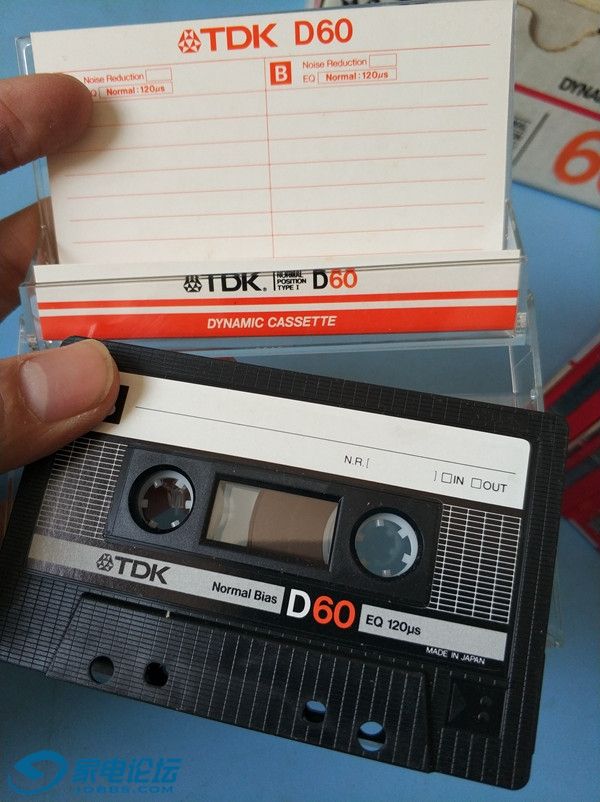 TDK D60
Noise Reduction
EQ Normal : 120µs
B Noise Reduction
EQ Normal : 120µs
TDK. NORMAL POSITION TYPE I D60
DYNAMIC CASSETTE
N.R.[ ] □IN □OUT
TDK Normal Bias D60 EQ 120µs
MADE IN JAPAN
家电论坛
JDBBS.COM